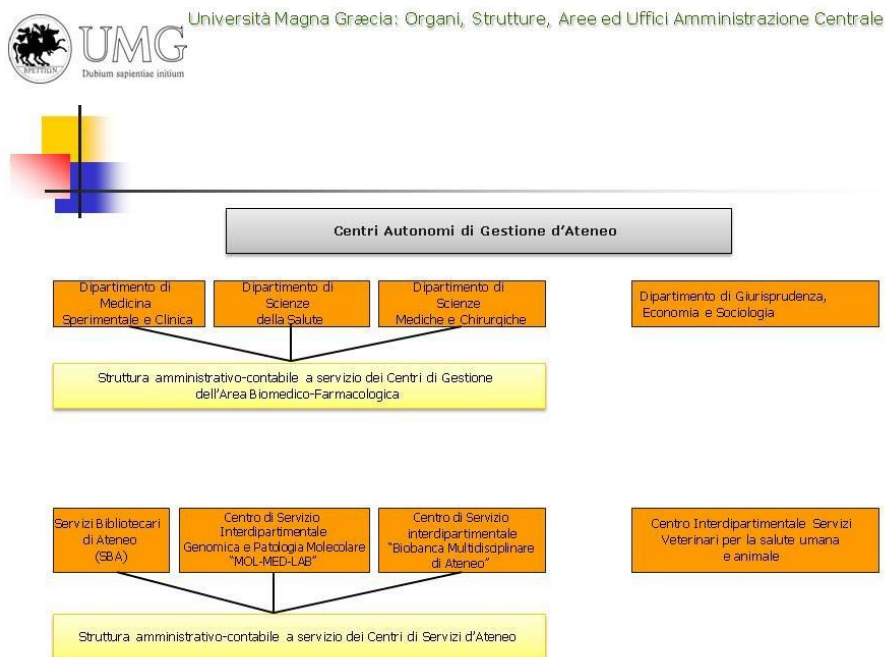 Università Magna Græcia: Organi, Strutture, Aree ed Uffici Amministrazione Centrale
UMG
Dubium sapientiae initium
Centri Autonomi di Gestione d'Ateneo
Dipartimento di
Medicina
Sperimentale e Clinica
Dipartimento di
Scienze
della Salute
Dipartimento di
Scienze
Mediche e Chirurgiche
Dipartimento di Giurisprudenza,
Economia e Sociologia
Struttura amministrativo-contabile a servizio dei Centri di Gestione
dell'Area Biomedico-Farmacologica
Servizi Bibliotecari
di Ateneo
(SBA)
Centro di Servizio
Interdipartimentale
Genomica e Patologia Molecolare
"MOL-MED-LAB"
Centro di Servizio
interdipartimentale
"Biobanca Multidisciplinare
di Ateneo"
Centro Interdipartimentale Servizi
Veterinari per la salute umana
e animale
Struttura amministrativo-contabile a servizio dei Centri di Servizi d'Ateneo